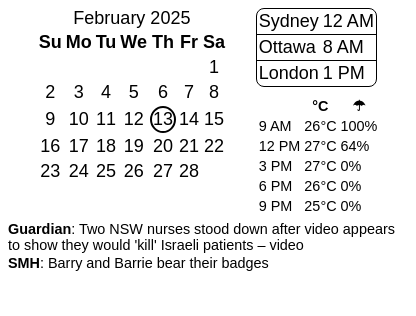 February 2025
Su Mo Tu We Th Fr Sa
1
2 3 4 5 6 7 8
9 10 11 12 13 14 15
16 17 18 19 20 21 22
23 24 25 26 27 28
Sydney 12 AM
Ottawa 8 AM
London 1 PM
°C ☂
9 AM 26°C 100%
12 PM 27°C 64%
3 PM 27°C 0%
6 PM 26°C 0%
9 PM 25°C 0%
Guardian: Two NSW nurses stood down after video appears
to show they would 'kill' Israeli patients – video
SMH: Barry and Barrie bear their badges